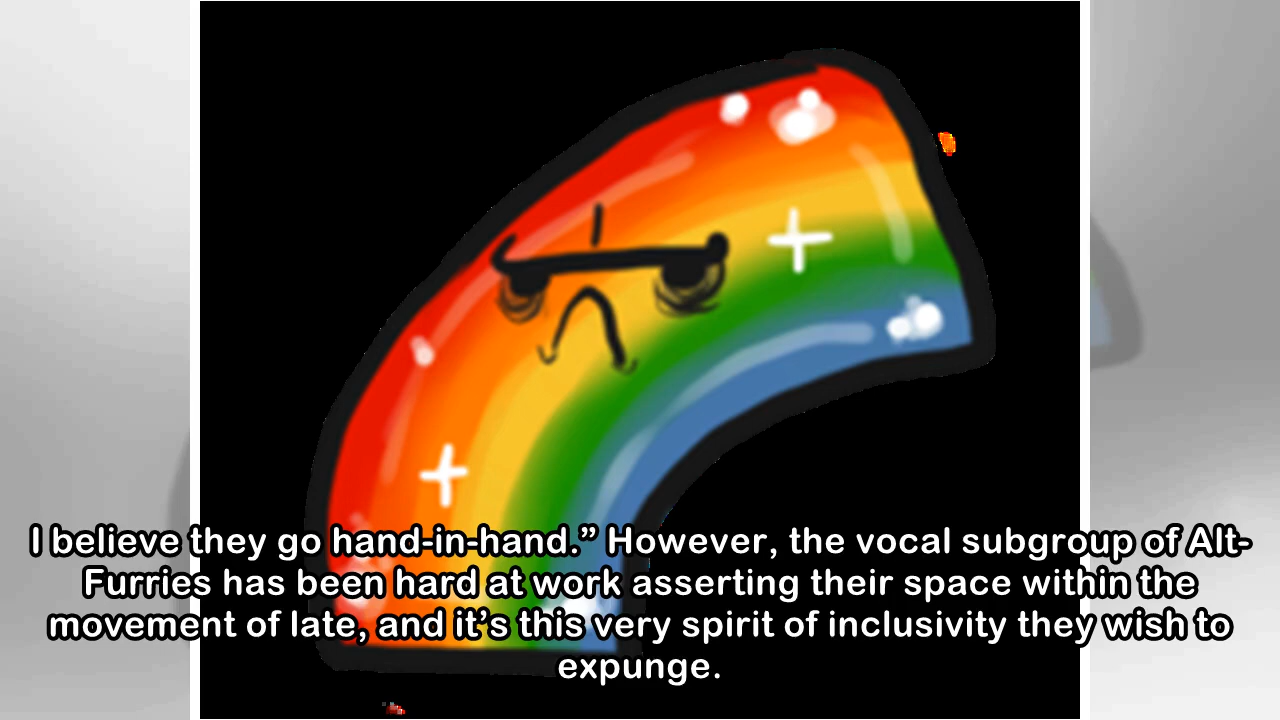 I believe they go hand-in-hand.” However, the vocal subgroup of Alt-
Furries has been hard at work asserting their space within the
movement of late, and it’s this very spirit of inclusivity they wish to
expunge.